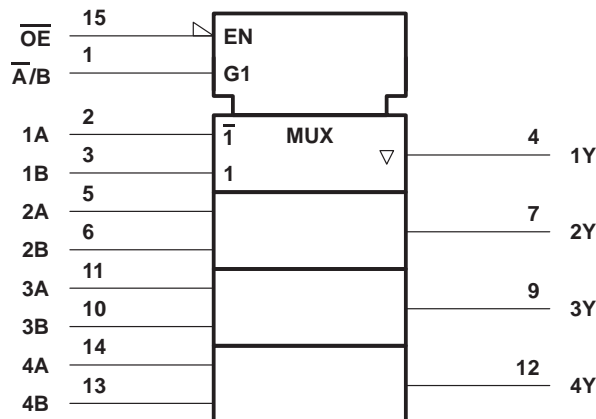 O̅E̅ 15 EN
A̅/B 1 G1
MUX
1A 2 1̅ 4 1Y
1B 3 1
2A 5 7 2Y
2B 6
3A 11 9 3Y
3B 10
4A 14 12 4Y
4B 13